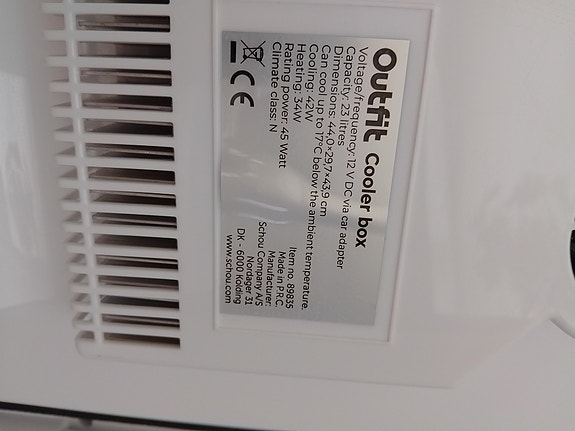 Outfit Cooler box
Voltage/frequency: 12 V DC via car adapter
Capacity: 23 litres
Dimensions: 44,0×29,7×43,9 cm
Can cool up to 17°C below the ambient temperature.
Cooling: 42W
Heating: 34W
Rating power: 45 Watt
Climate class: N
CE
Item no. 89835
Made in P.R.C.
Manufacturer:
Schou Company A/S
Nordager 31
DK - 6000 Kolding
www.schou.com